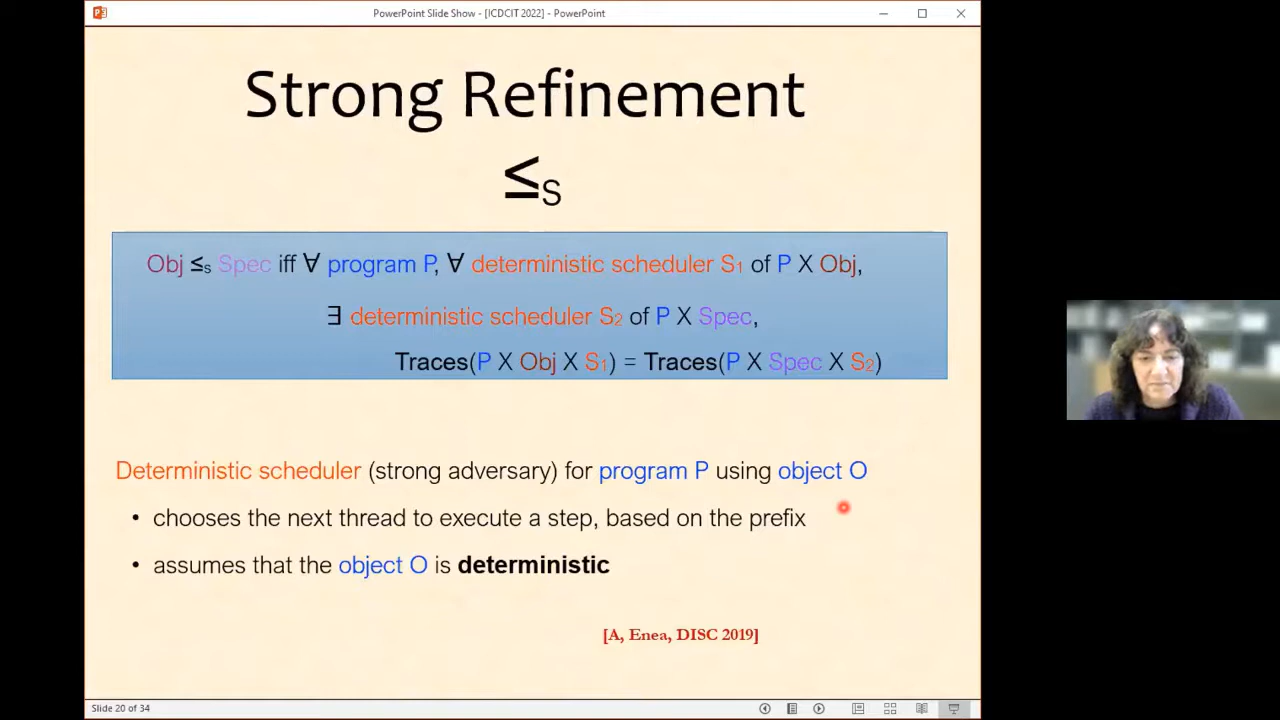 PowerPoint Slide Show - [ICDCIT 2022] - PowerPoint
Strong Refinement
≤S
Obj ≤s Spec iff ∀ program P, ∀ deterministic scheduler S1 of P X Obj,
∃ deterministic scheduler S2 of P X Spec,
Traces(P X Obj X S1) = Traces(P X Spec X S2)
Deterministic scheduler (strong adversary) for program P using object O
• chooses the next thread to execute a step, based on the prefix
• assumes that the object O is deterministic
[A, Enea, DISC 2019]
Slide 20 of 34